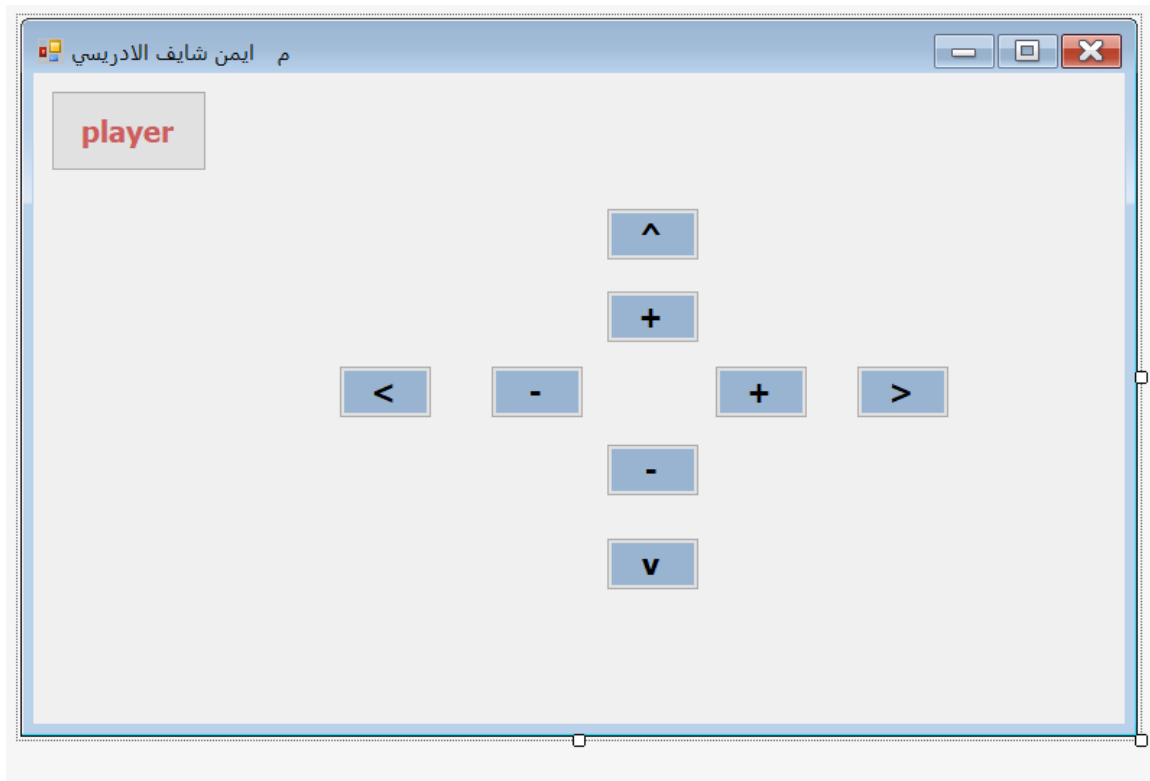 م ايمن شايف الادريسي
player
^
+
< - + >
-
v